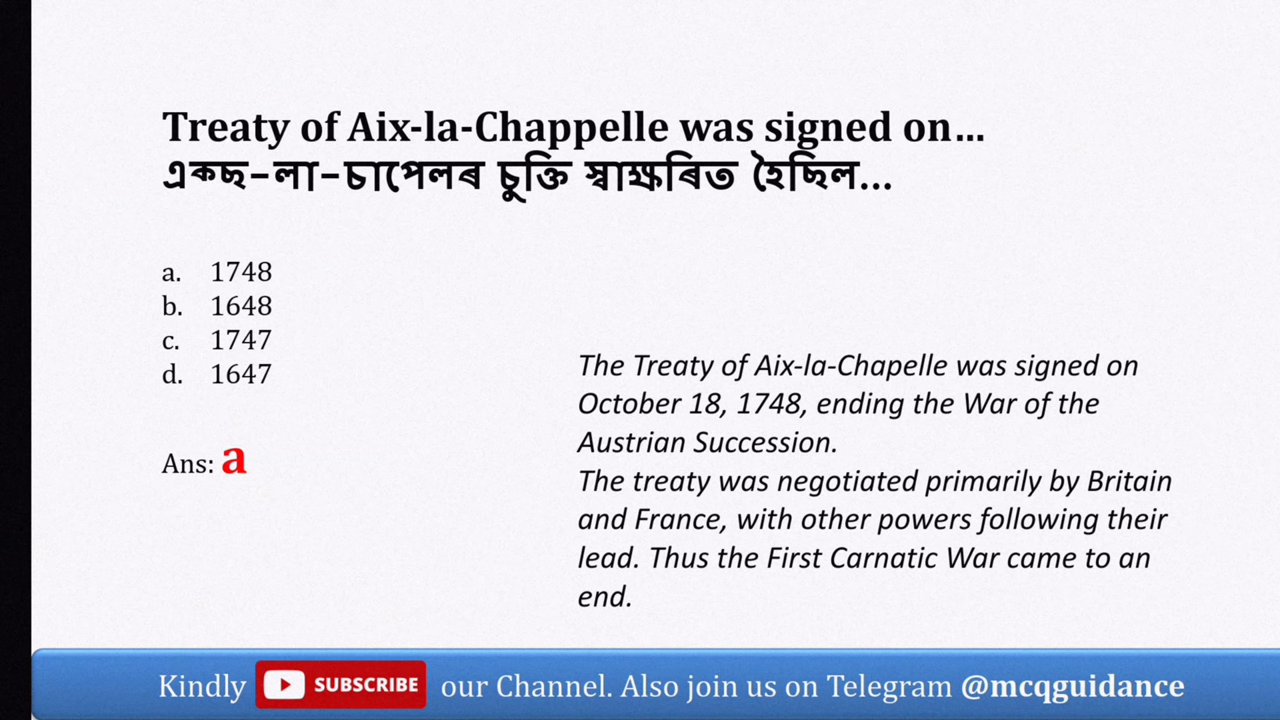 Treaty of Aix-la-Chappelle was signed on...
একছ-লা-চাপেলৰ চুক্তি স্বাক্ষৰিত হৈছিল...
a. 1748
b. 1648
c. 1747
d. 1647
Ans: a
The Treaty of Aix-la-Chapelle was signed on
October 18, 1748, ending the War of the
Austrian Succession.
The treaty was negotiated primarily by Britain
and France, with other powers following their
lead. Thus the First Carnatic War came to an
end.
Kindly SUBSCRIBE our Channel. Also join us on Telegram @mcqguidance